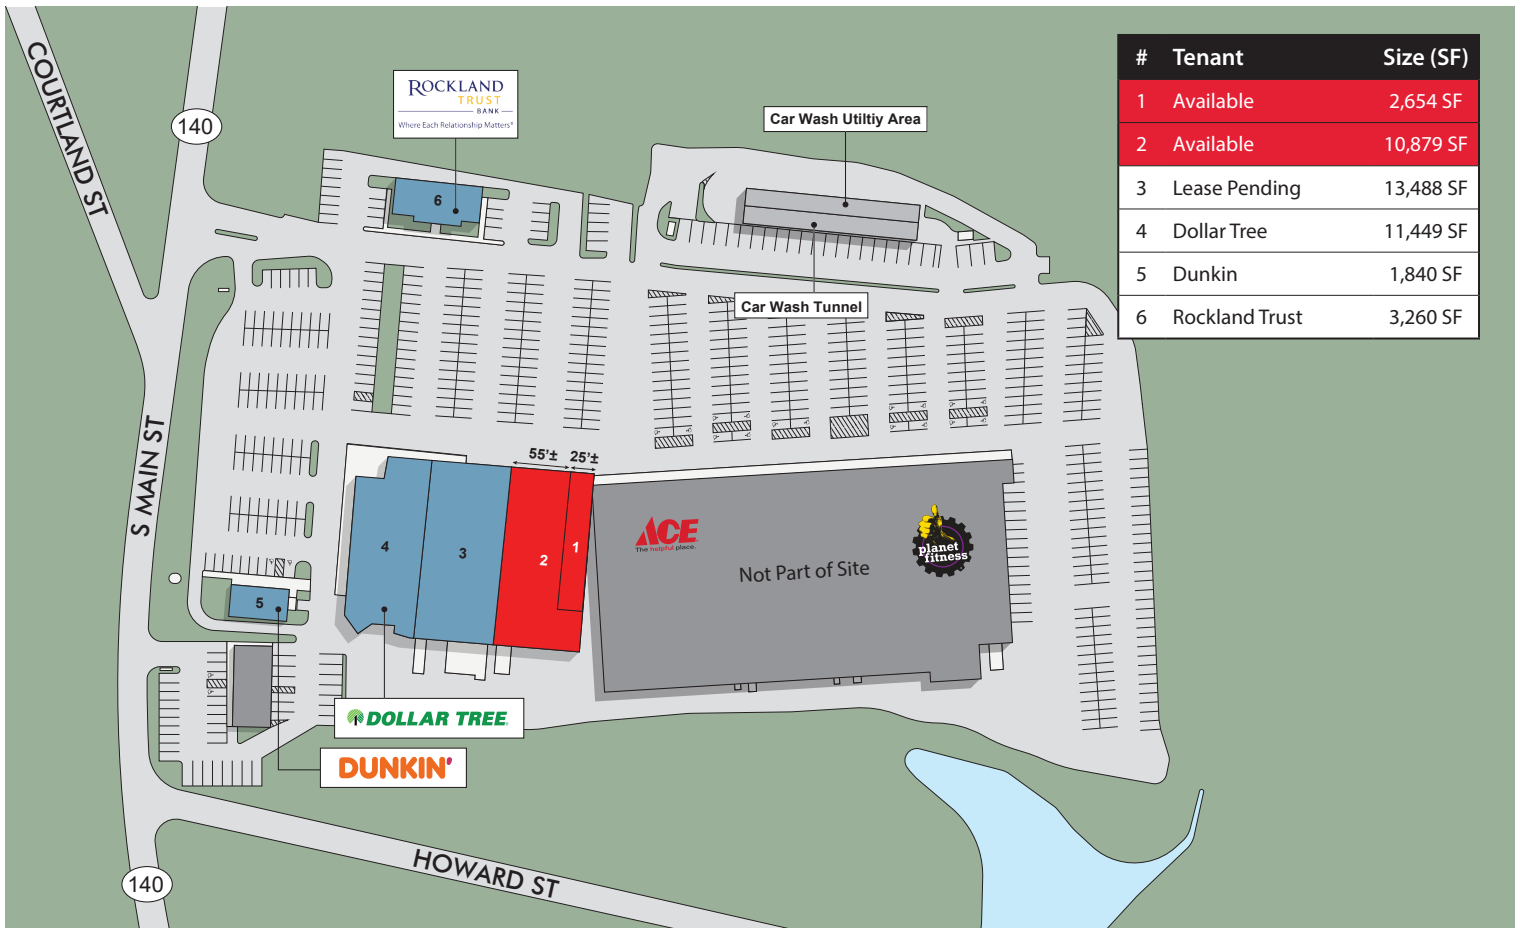 COURTLAND ST
140
ROCKLAND
TRUST
BANK
Where Each Relationship Matters®
Car Wash Utiltiy Area
# Tenant Size (SF)
1 Available 2,654 SF
2 Available 10,879 SF
3 Lease Pending 13,488 SF
4 Dollar Tree 11,449 SF
5 Dunkin 1,840 SF
6 Rockland Trust 3,260 SF
6
Car Wash Tunnel
S MAIN ST
55'± 25'±
4
3
2
1
5
ACE
The helpful place.
Not Part of Site
planet
fitness
DOLLAR TREE
DUNKIN'
HOWARD ST
140